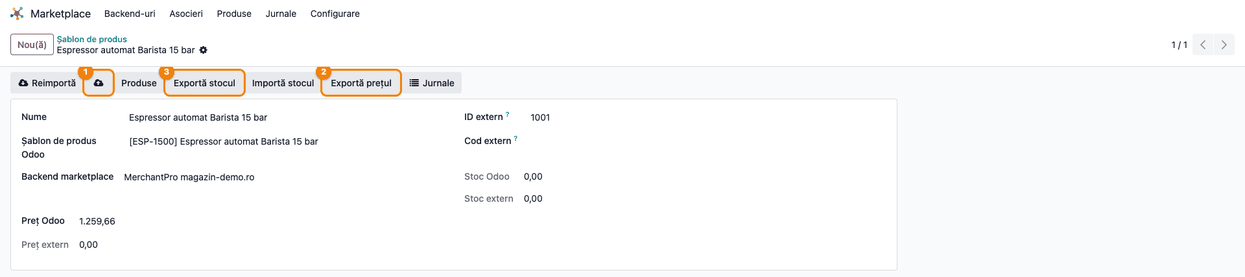 Marketplace Backend-uri Asocieri Produse Jurnale Configurare
Nou(ă) Șablon de produs
Espressor automat Barista 15 bar 1 / 1
1 3 2
Reimportă Produse Exportă stocul Importă stocul Exportă prețul Jurnale
Nume Espressor automat Barista 15 bar ID extern ? 1001
Șablon de produs Odoo [ESP-1500] Espressor automat Barista 15 bar Cod extern ?
Backend marketplace MerchantPro magazin-demo.ro Stoc Odoo 0,00
Stoc extern 0,00
Preț Odoo 1.259,66
Preț extern 0,00